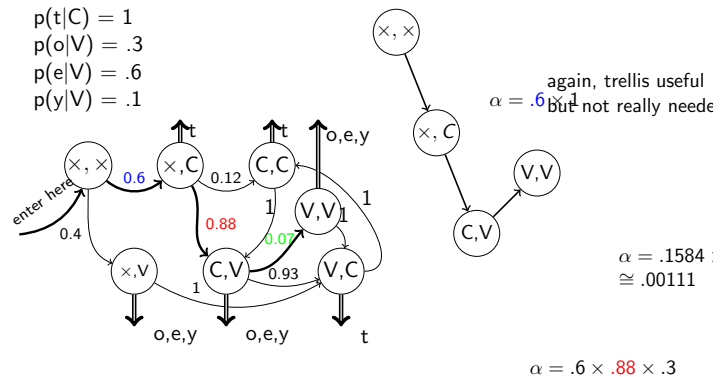 p(t|C) = 1
p(o|V) = .3
p(e|V) = .6
p(y|V) = .1
×, ×
again, trellis useful
α = .6 × 1
but not really neede
t
t
o,e,y
×, C
×, ×
×,C
C,C
V,V
enter here
0.6
0.12
1
V,V
1
0.88
1
0.4
0.07
C,V
×,V
C,V
0.93
V,C
α = .1584 
≅ .00111
1
o,e,y
o,e,y
t
α = .6 × .88 × .3